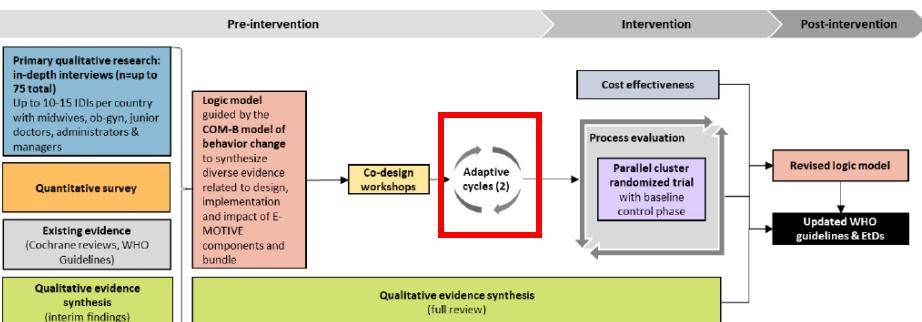 Pre-intervention
Intervention
Post-intervention
Primary qualitative research:
in-depth interviews (n=up to
75 total)
Up to 10-15 IDIs per country
with midwives, ob-gyn, junior
doctors, administrators &
managers
Quantitative survey
Existing evidence
(Cochrane reviews, WHO
Guidelines)
Qualitative evidence
synthesis
(interim findings)
Logic model
guided by the
COM-B model of
behavior change
to synthesize
diverse evidence
related to design,
implementation
and impact of E-
MOTIVE
components and
bundle
Co-design
workshops
Adaptive
cycles (2)
Cost effectiveness
Process evaluation
Parallel cluster
randomized trial
with baseline
control phase
Revised logic model
Updated WHO
guidelines & EtDs
Qualitative evidence synthesis
(full review)